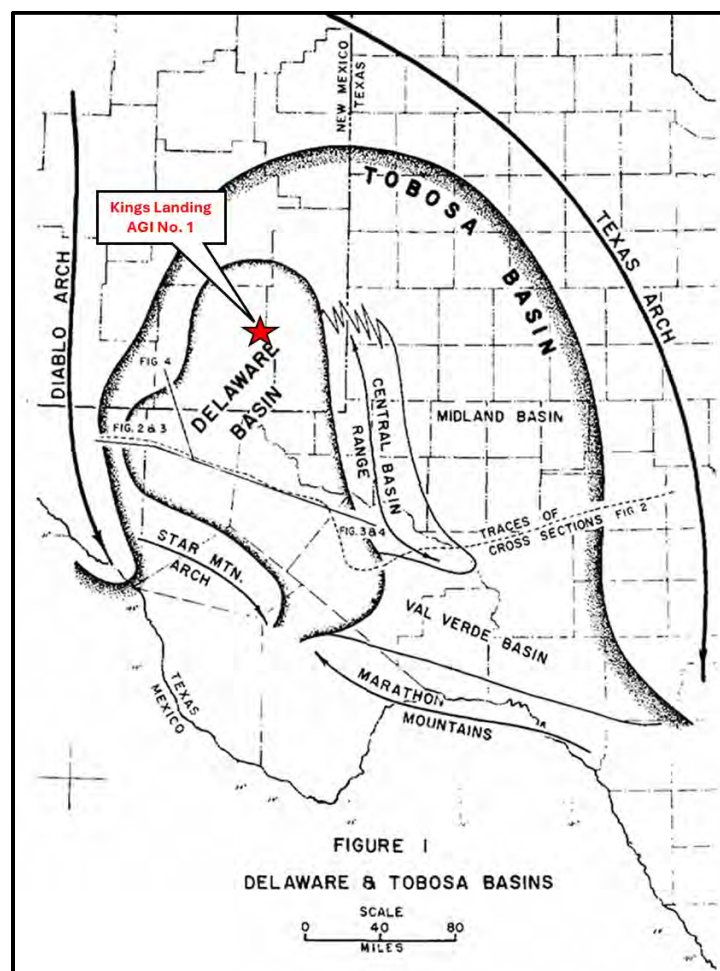 NEW MEXICO
TEXAS
TOBOSA BASIN
TEXAS ARCH
Kings Landing
AGI No. 1
DIABLO ARCH
FIG 4
DELAWARE
BASIN
FIG. 2 & 3
CENTRAL BASIN
RANGE
MIDLAND BASIN
FIG. 3 & 4
TRACES OF
CROSS SECTIONS FIG 2
STAR MTN.
ARCH
VAL VERDE BASIN
TEXAS
MEXICO
MARATHON
MOUNTAINS
FIGURE 1
DELAWARE & TOBOSA BASINS
SCALE
0 40 80
MILES